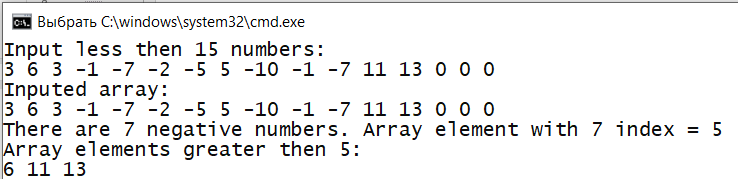 Выбрать C:\windows\system32\cmd.exe
Input less then 15 numbers:
3 6 3 -1 -7 -2 -5 5 -10 -1 -7 11 13 0 0 0
Inputed array:
3 6 3 -1 -7 -2 -5 5 -10 -1 -7 11 13 0 0 0
There are 7 negative numbers. Array element with 7 index = 5
Array elements greater then 5:
6 11 13